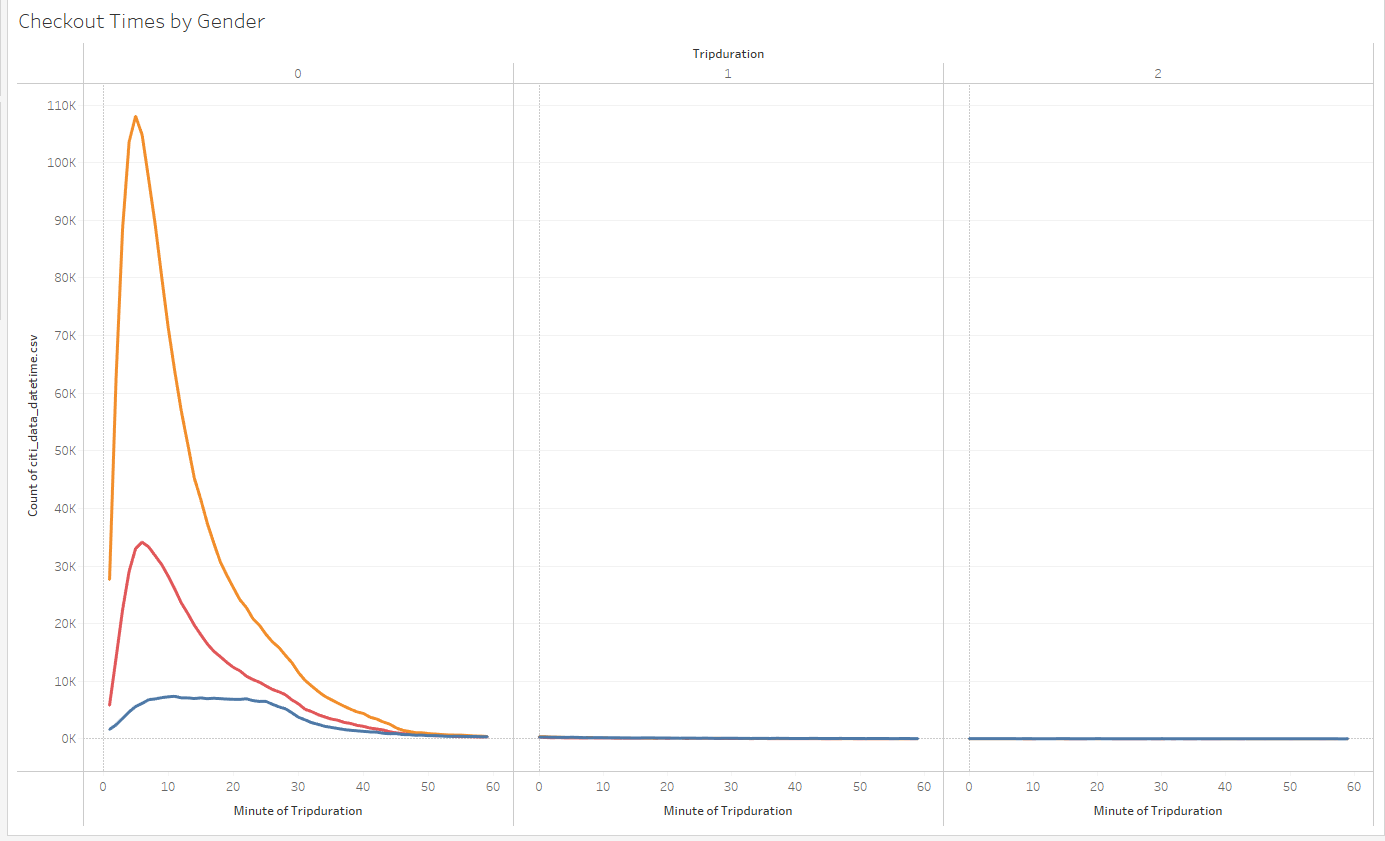 Checkout Times by Gender
Tripduration
0 1 2
Count of citi_data_datetime.csv
110K
100K
90K
80K
70K
60K
50K
40K
30K
20K
10K
0K
0 10 20 30 40 50 60 0 10 20 30 40 50 60 0 10 20 30 40 50 60
Minute of Tripduration Minute of Tripduration Minute of Tripduration